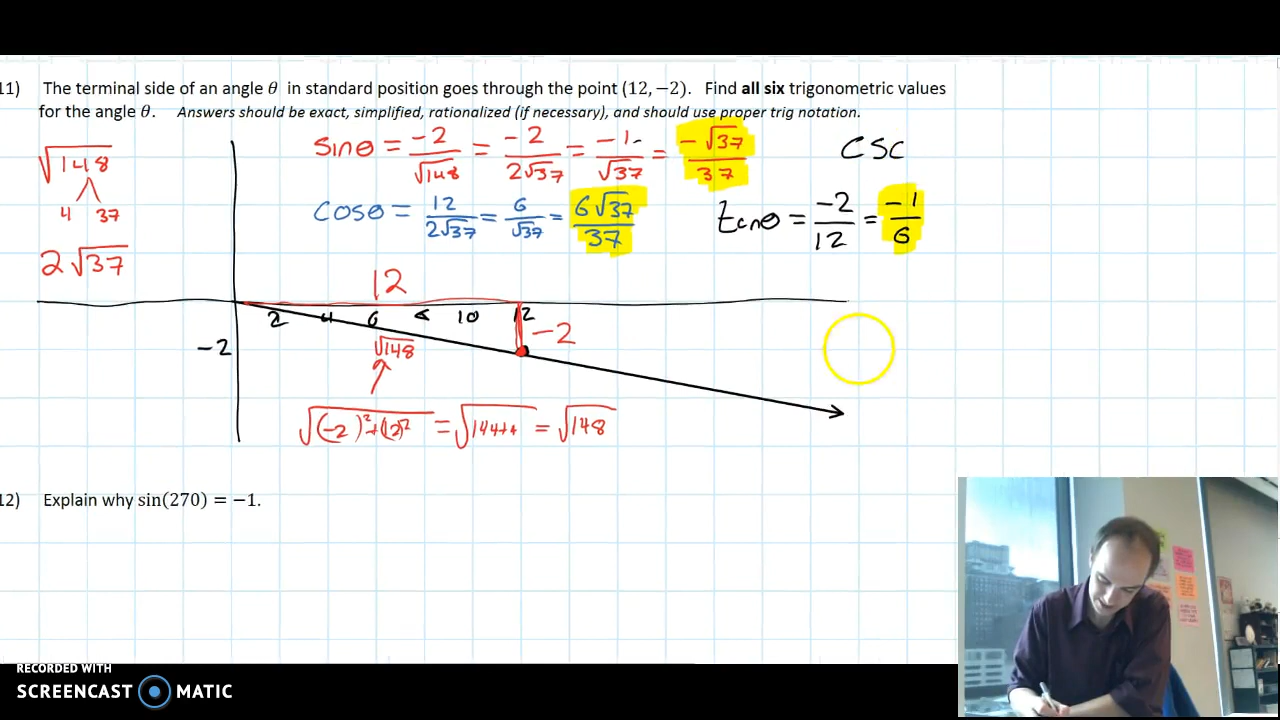 11) The terminal side of an angle θ in standard position goes through the point (12, −2). Find all six trigonometric values
for the angle θ. Answers should be exact, simplified, rationalized (if necessary), and should use proper trig notation.
√148
4 37
2√37
sinθ = -2/√148 = -2/2√37 = -1/√37 = -√37/37
csc
cosθ = 12/2√37 = 6/√37 = 6√37/37
tanθ = -2/12 = -1/6
12
2 4 6 8 10 12
-2
-2
√148
√(-2)²+(12)² = √144+4 = √148
12) Explain why sin(270) = −1.
RECORDED WITH
SCREENCAST MATIC